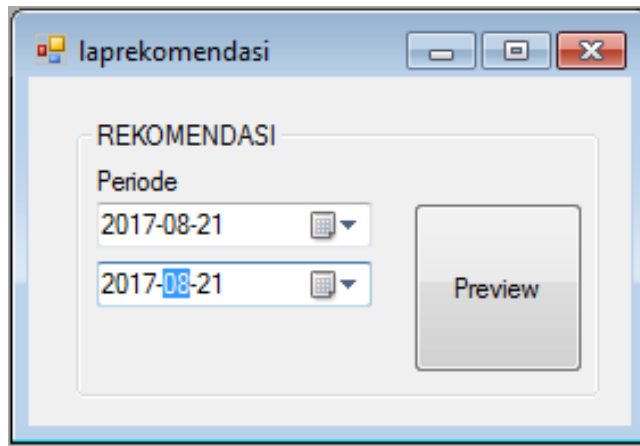 laprekomendasi
REKOMENDASI
Periode
2017-08-21
2017-08-21
Preview